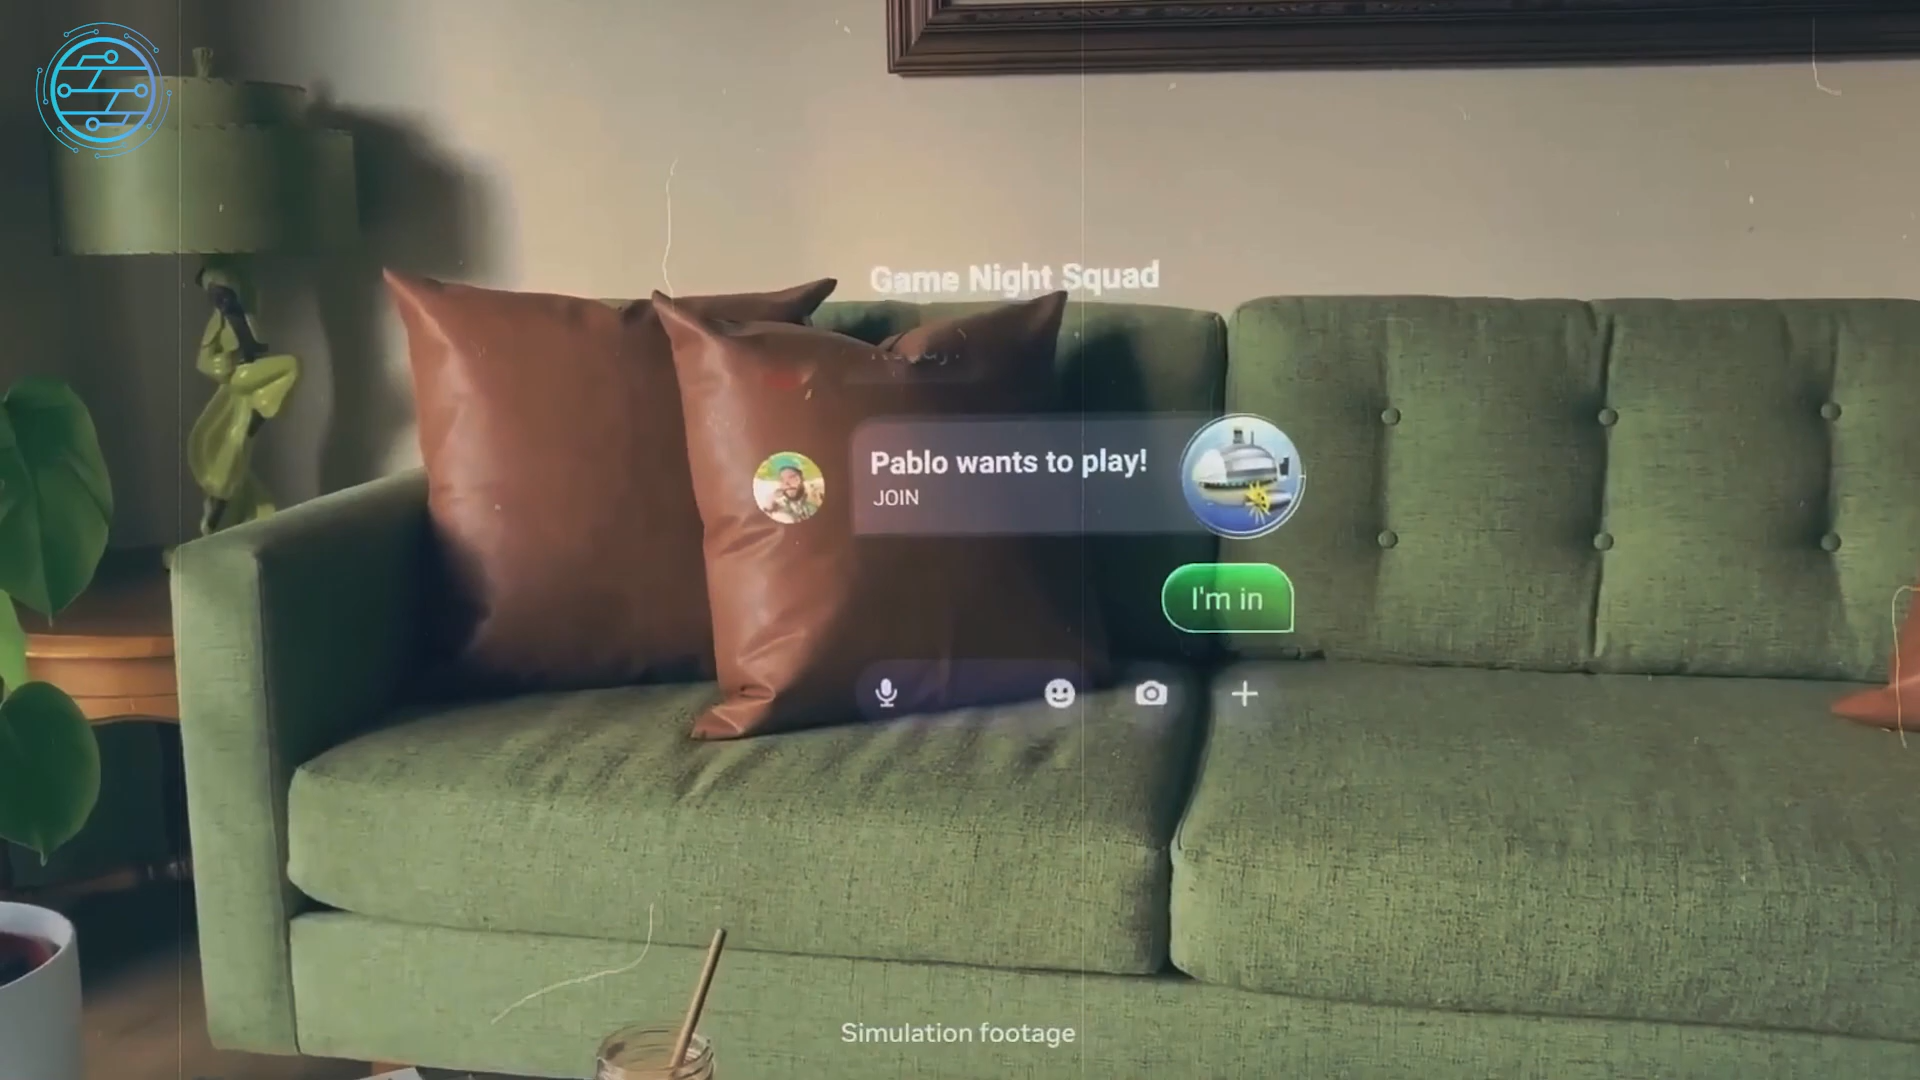 Game Night Squad
Pablo wants to play!
JOIN
I'm in
Simulation footage